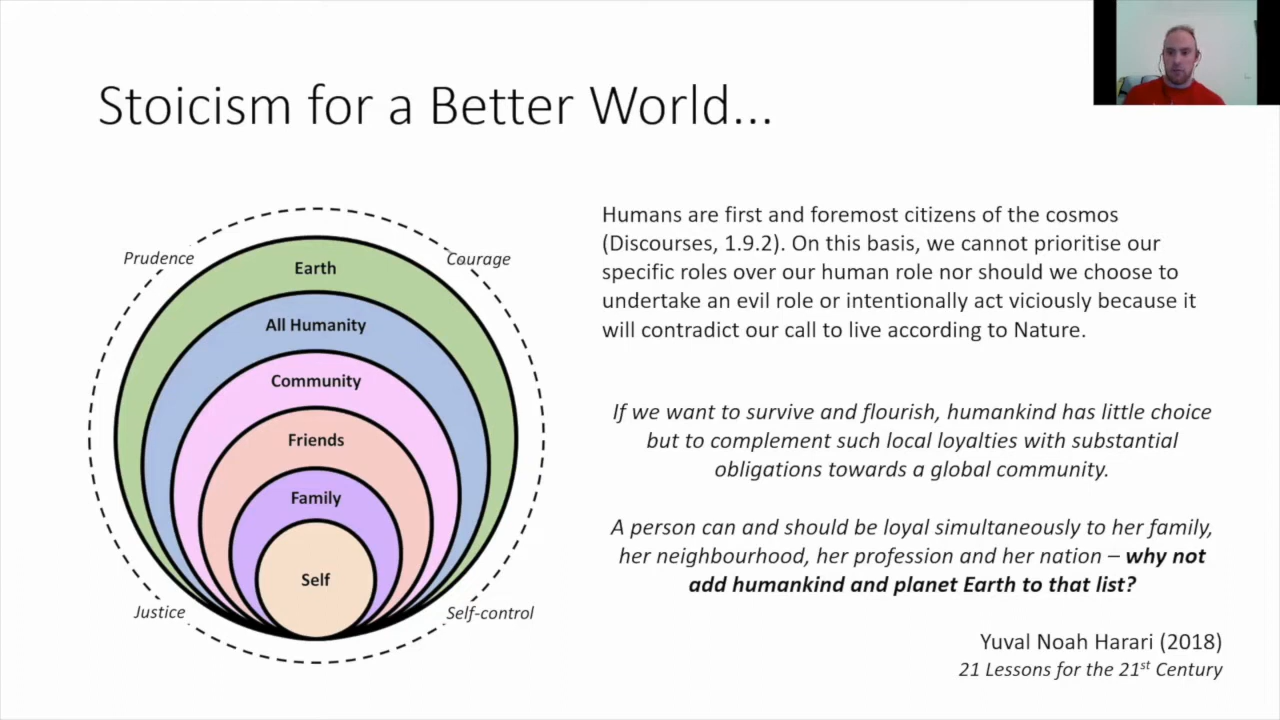 Stoicism for a Better World...
Prudence
Courage
Earth
All Humanity
Community
Friends
Family
Self
Justice
Self-control
Humans are first and foremost citizens of the cosmos
(Discourses, 1.9.2). On this basis, we cannot prioritise our
specific roles over our human role nor should we choose to
undertake an evil role or intentionally act viciously because it
will contradict our call to live according to Nature.
If we want to survive and flourish, humankind has little choice
but to complement such local loyalties with substantial
obligations towards a global community.
A person can and should be loyal simultaneously to her family,
her neighbourhood, her profession and her nation – why not
add humankind and planet Earth to that list?
Yuval Noah Harari (2018)
21 Lessons for the 21st Century